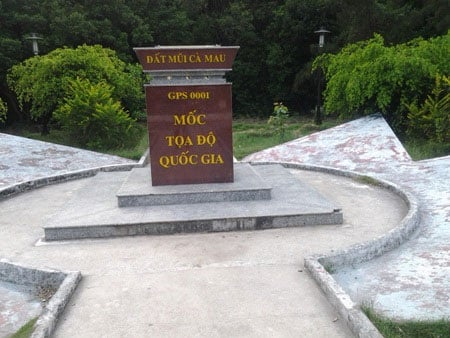 ĐẤT MŨI CÀ MAU
GPS 0001
MỐC
TỌA ĐỘ
QUỐC GIA